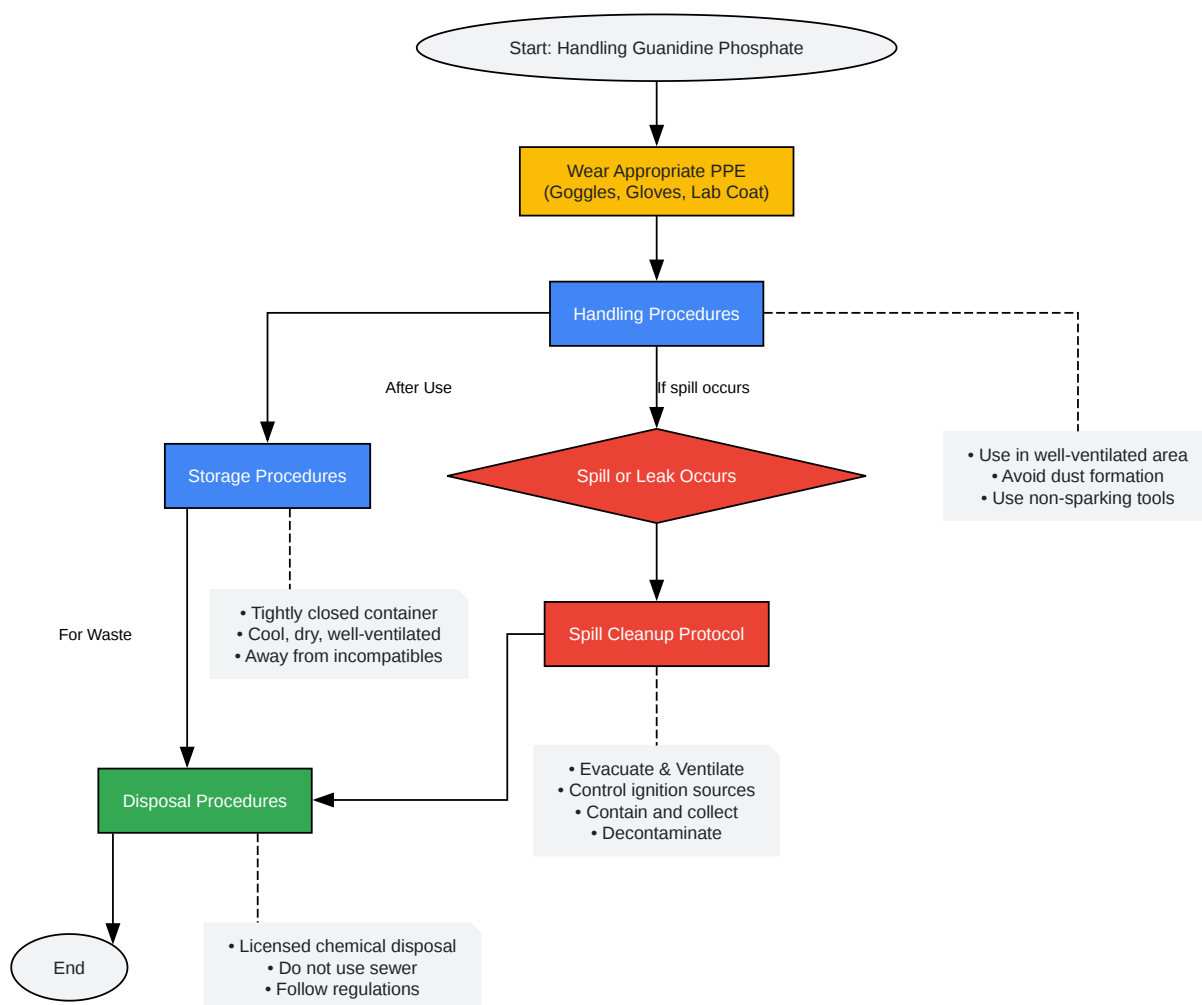 Start: Handling Guanidine Phosphate
Wear Appropriate PPE
(Goggles, Gloves, Lab Coat)
Handling Procedures
After Use
If spill occurs
Storage Procedures
Spill or Leak Occurs
• Use in well-ventilated area
• Avoid dust formation
• Use non-sparking tools
• Tightly closed container
• Cool, dry, well-ventilated
• Away from incompatibles
For Waste
Spill Cleanup Protocol
• Evacuate & Ventilate
• Control ignition sources
• Contain and collect
• Decontaminate
Disposal Procedures
• Licensed chemical disposal
• Do not use sewer
• Follow regulations
End